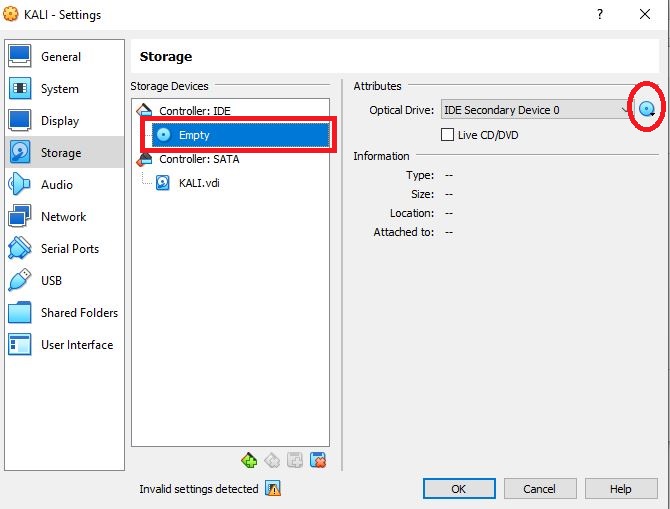 KALI - Settings
?
General
System
Display
Storage
Audio
Network
Serial Ports
USB
Shared Folders
User Interface
Storage
Storage Devices
Controller: IDE
Empty
Controller: SATA
KALI.vdi
Attributes
Optical Drive: IDE Secondary Device 0
Live CD/DVD
Information
Type: --
Size: --
Location: --
Attached to: --
Invalid settings detected
OK Cancel Help